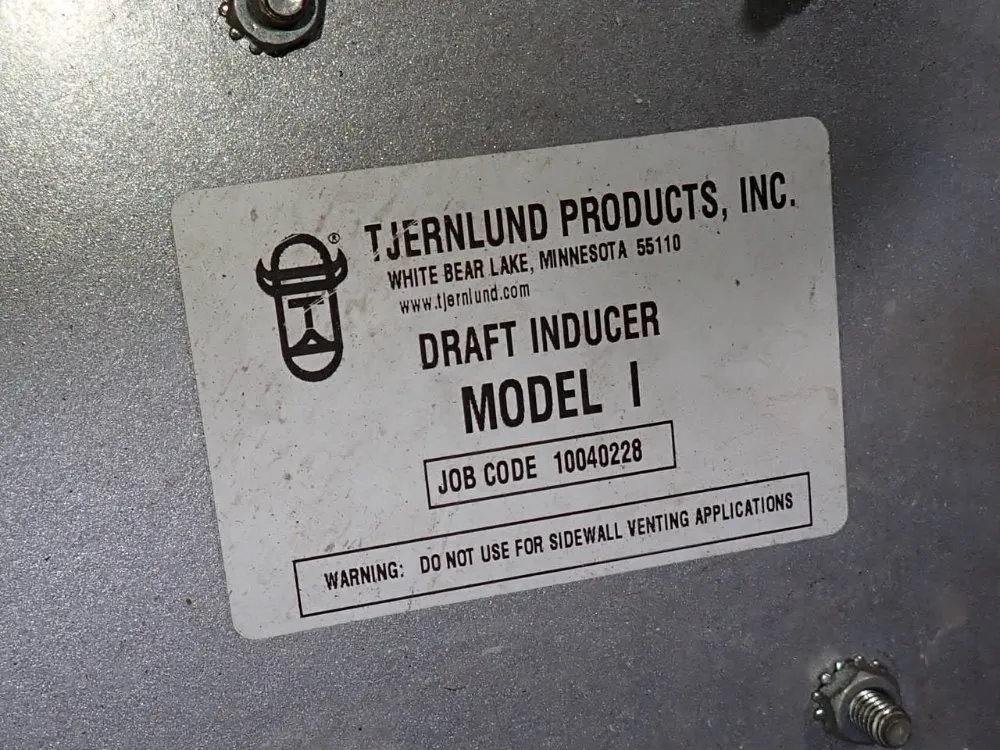 TJERNLUND PRODUCTS, INC.
WHITE BEAR LAKE, MINNESOTA 55110
www.tjernlund.com
DRAFT INDUCER
MODEL I
JOB CODE 10040228
WARNING: DO NOT USE FOR SIDEWALL VENTING APPLICATIONS